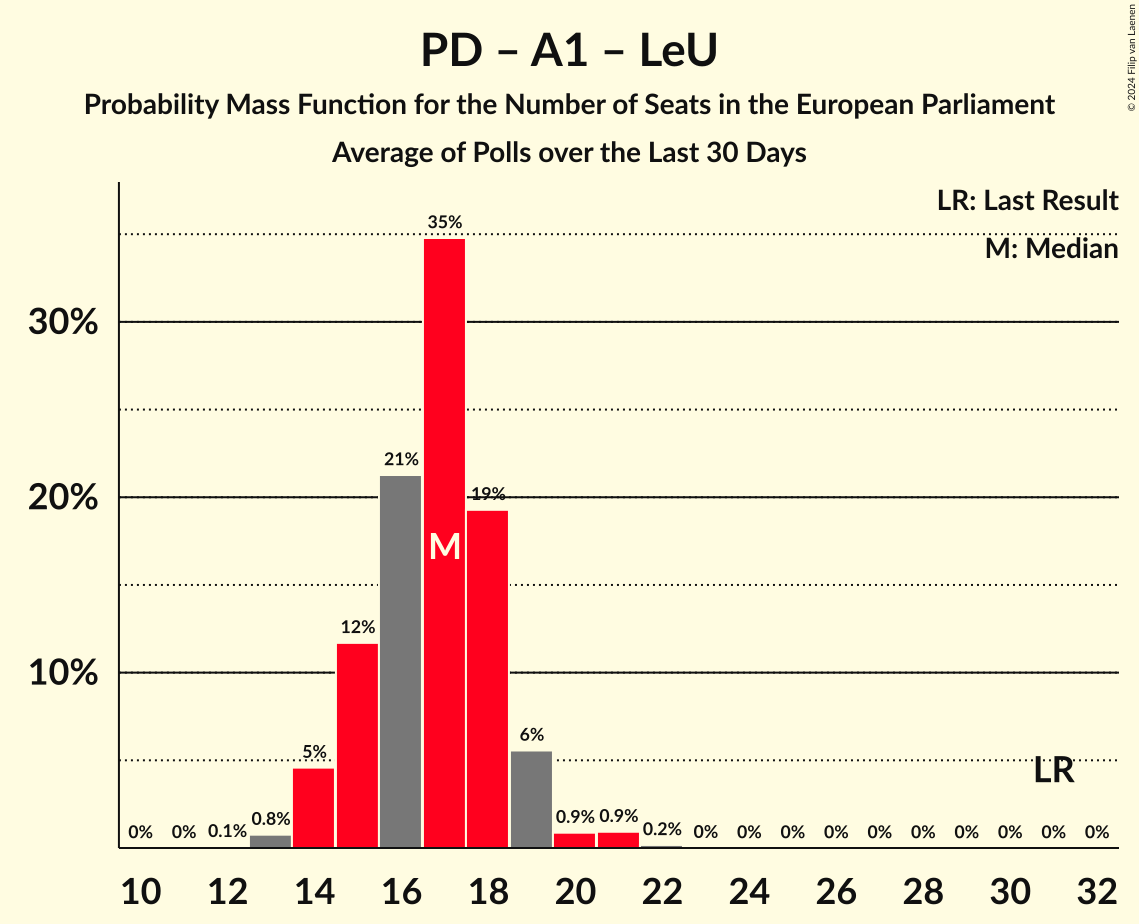 PD – A1 – LeU
Probability Mass Function for the Number of Seats in the European Parliament
Average of Polls over the Last 30 Days
© 2024 Filip van Laenen
LR: Last Result
M: Median
35%
30%
21%
20%
19%
M
12%
10%
5%
6%
LR
0% 0% 0.1% 0.8% 0.9% 0.9% 0.2% 0% 0% 0% 0% 0% 0% 0% 0% 0% 0%
10 12 14 16 18 20 22 24 26 28 30 32